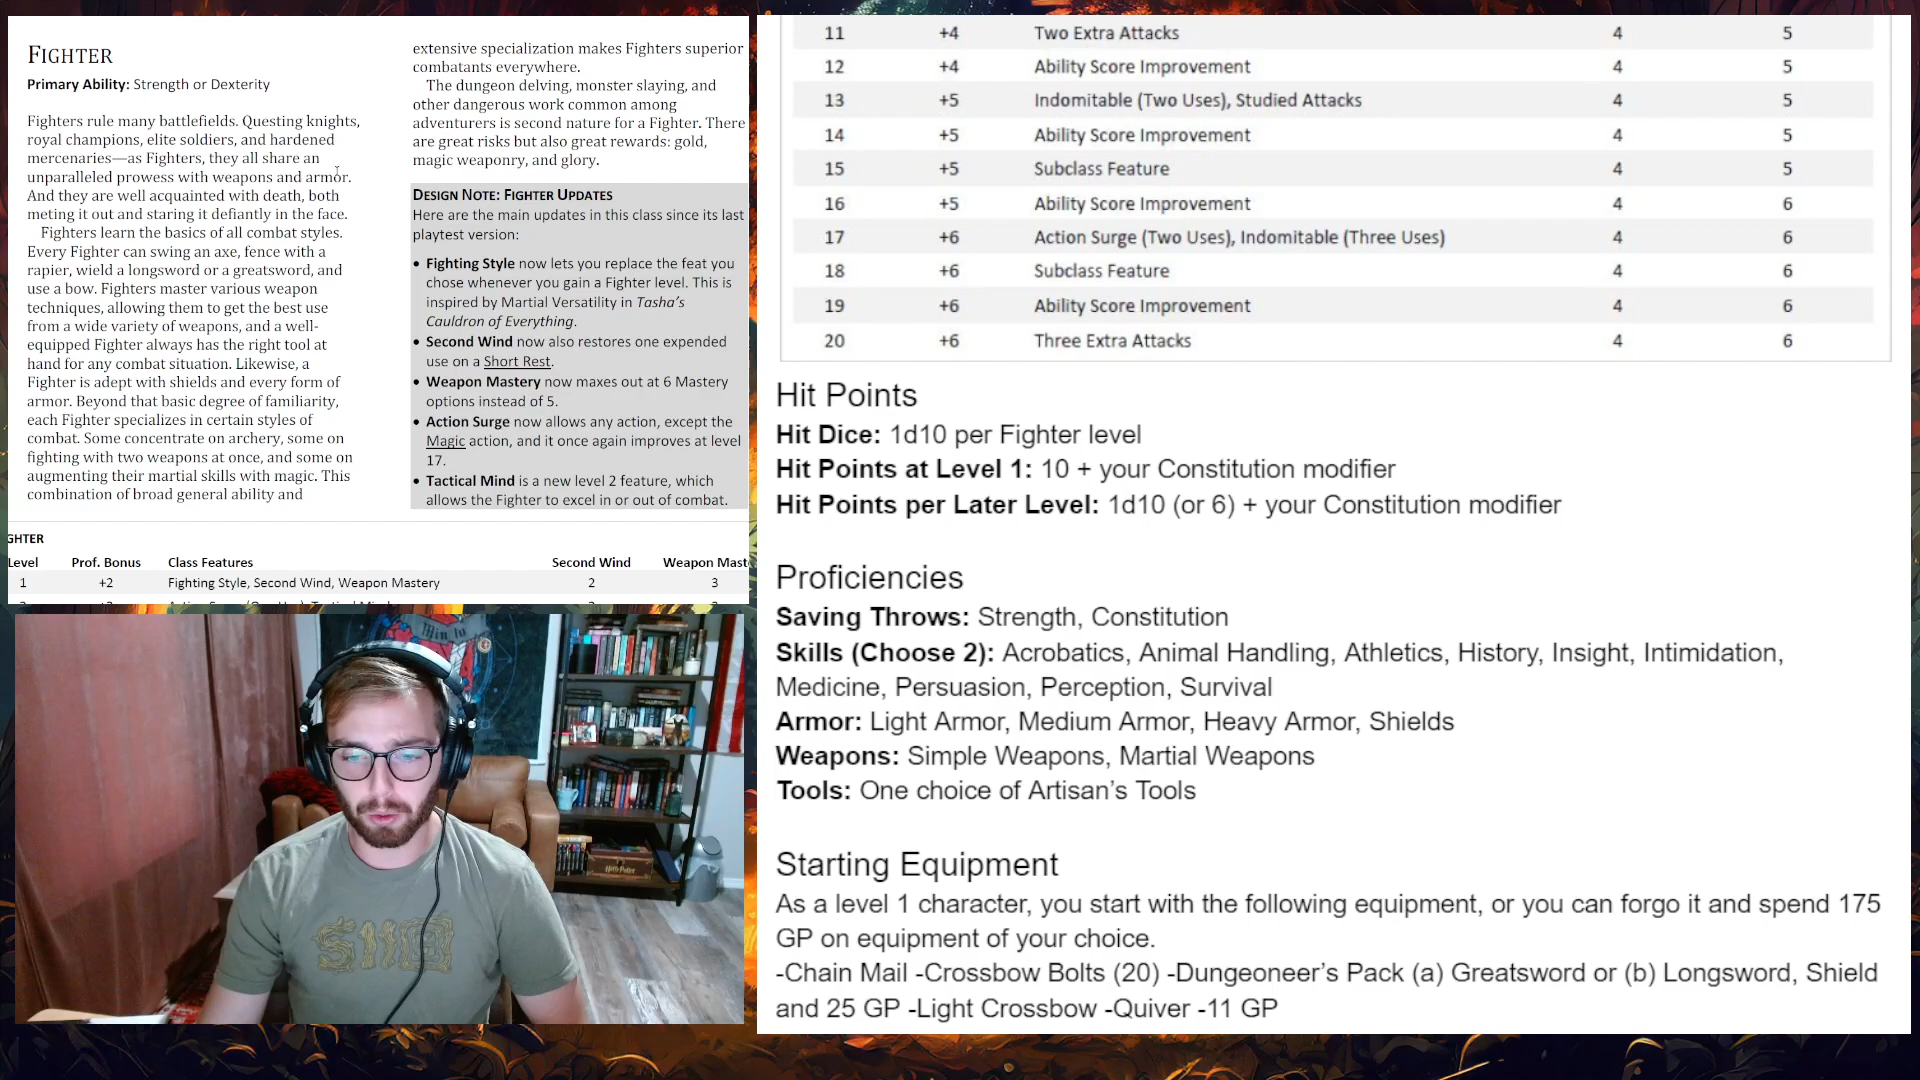 FIGHTER
Primary Ability: Strength or Dexterity
Fighters rule many battlefields. Questing knights,
royal champions, elite soldiers, and hardened
mercenaries—as Fighters, they all share an
unparalleled prowess with weapons and armor.
And they are well acquainted with death, both
meting it out and staring it defiantly in the face.
Fighters learn the basics of all combat styles.
Every Fighter can swing an axe, fence with a
rapier, wield a longsword or a greatsword, and
use a bow. Fighters master various weapon
techniques, allowing them to get the best use
from a wide variety of weapons, and a well-
equipped Fighter always has the right tool at
hand for any combat situation. Likewise, a
Fighter is adept with shields and every form of
armor. Beyond that basic degree of familiarity,
each Fighter specializes in certain styles of
combat. Some concentrate on archery, some on
fighting with two weapons at once, and some on
augmenting their martial skills with magic. This
combination of broad general ability and
extensive specialization makes Fighters superior
combatants everywhere.
The dungeon delving, monster slaying, and
other dangerous work common among
adventurers is second nature for a Fighter. There
are great risks but also great rewards: gold,
magic weaponry, and glory.
DESIGN NOTE: FIGHTER UPDATES
Here are the main updates in this class since its last
playtest version:
• Fighting Style now lets you replace the feat you
chose whenever you gain a Fighter level. This is
inspired by Martial Versatility in Tasha's
Cauldron of Everything.
• Second Wind now also restores one expended
use on a Short Rest.
• Weapon Mastery now maxes out at 6 Mastery
options instead of 5.
• Action Surge now allows any action, except the
Magic action, and it once again improves at level
17.
• Tactical Mind is a new level 2 feature, which
allows the Fighter to excel in or out of combat.
GHTER
Level Prof. Bonus Class Features Second Wind Weapon Mast
1 +2 Fighting Style, Second Wind, Weapon Mastery 2 3
11 +4 Two Extra Attacks 4 5
12 +4 Ability Score Improvement 4 5
13 +5 Indomitable (Two Uses), Studied Attacks 4 5
14 +5 Ability Score Improvement 4 5
15 +5 Subclass Feature 4 5
16 +5 Ability Score Improvement 4 6
17 +6 Action Surge (Two Uses), Indomitable (Three Uses) 4 6
18 +6 Subclass Feature 4 6
19 +6 Ability Score Improvement 4 6
20 +6 Three Extra Attacks 4 6
Hit Points
Hit Dice: 1d10 per Fighter level
Hit Points at Level 1: 10 + your Constitution modifier
Hit Points per Later Level: 1d10 (or 6) + your Constitution modifier
Proficiencies
Saving Throws: Strength, Constitution
Skills (Choose 2): Acrobatics, Animal Handling, Athletics, History, Insight, Intimidation,
Medicine, Persuasion, Perception, Survival
Armor: Light Armor, Medium Armor, Heavy Armor, Shields
Weapons: Simple Weapons, Martial Weapons
Tools: One choice of Artisan's Tools
Starting Equipment
As a level 1 character, you start with the following equipment, or you can forgo it and spend 175
GP on equipment of your choice.
-Chain Mail -Crossbow Bolts (20) -Dungeoneer's Pack (a) Greatsword or (b) Longsword, Shield
and 25 GP -Light Crossbow -Quiver -11 GP